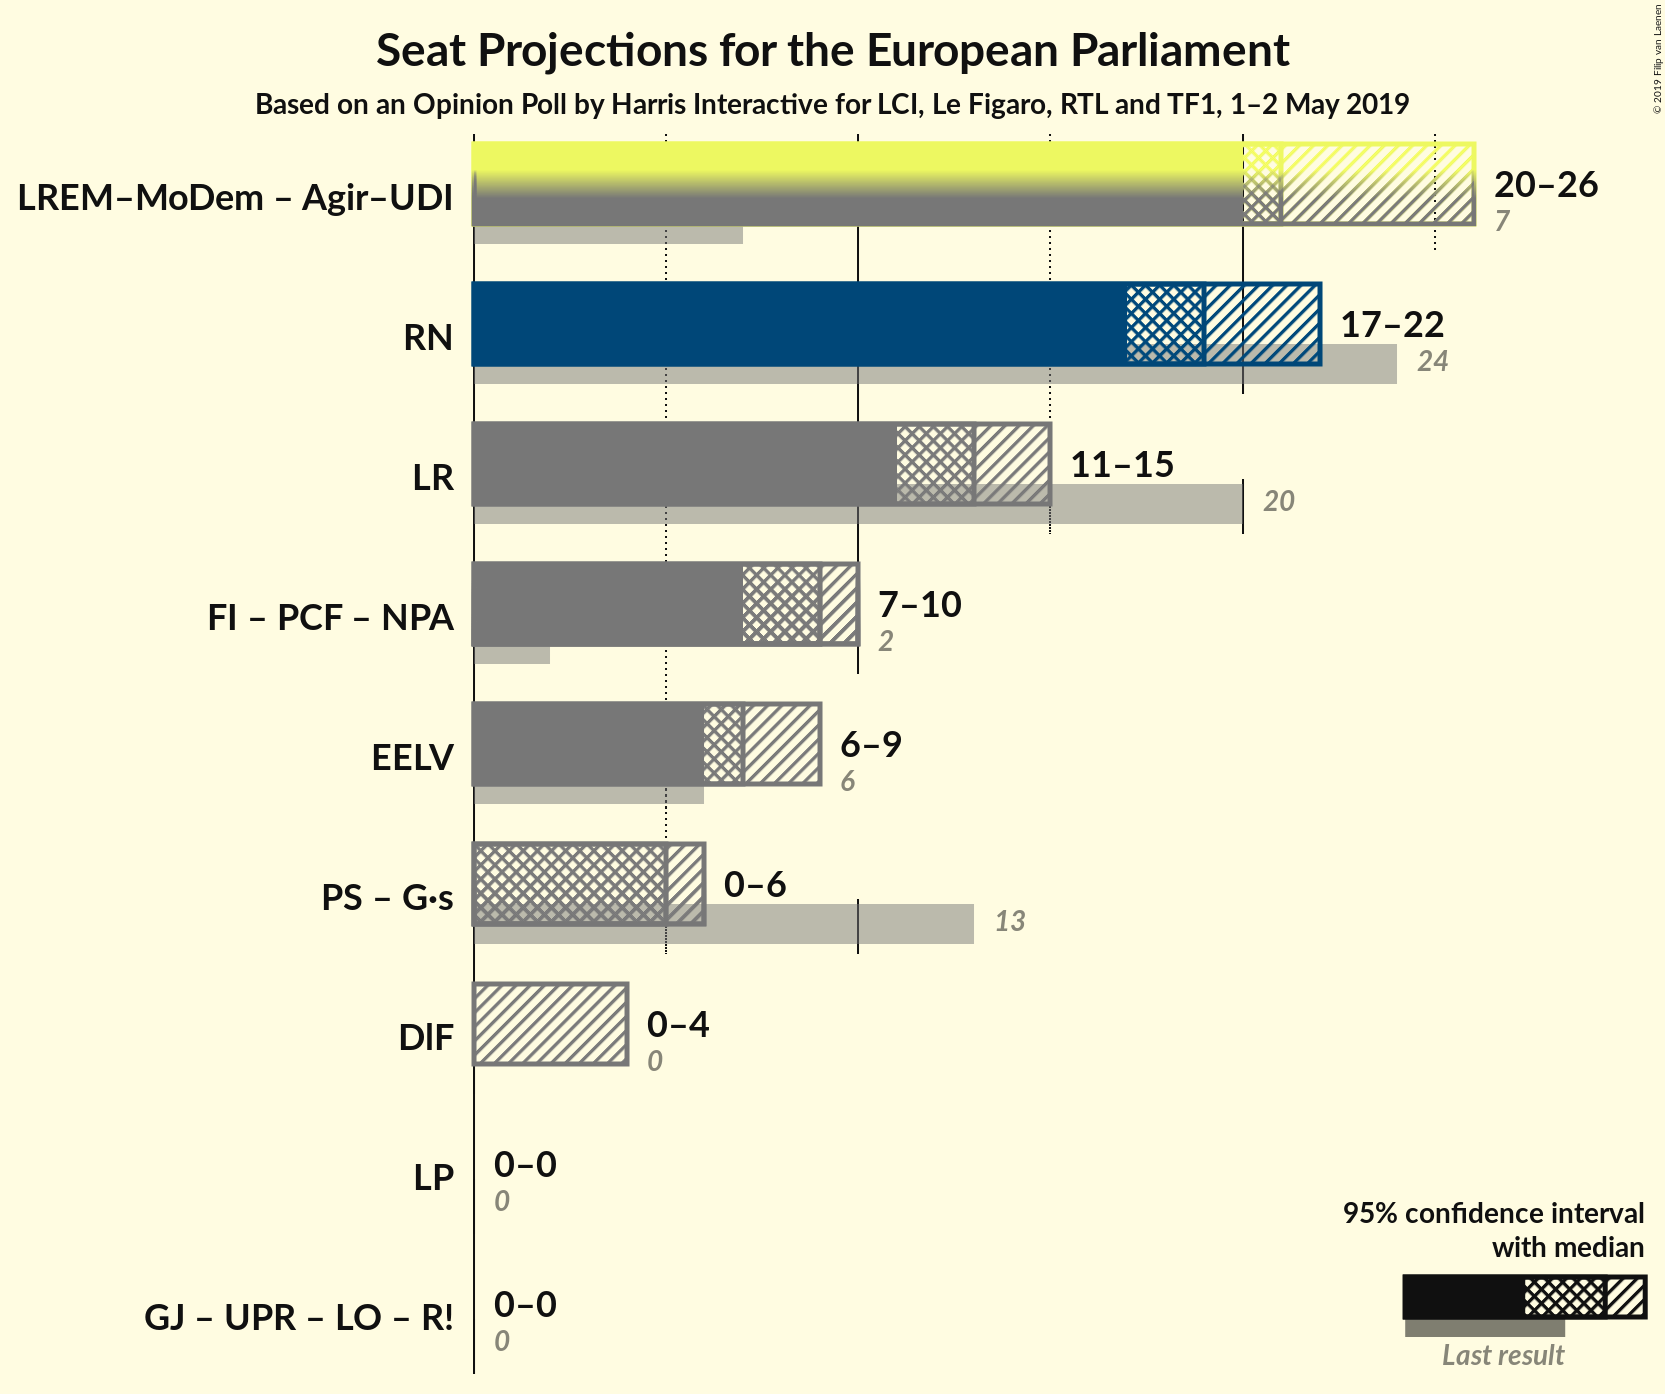 Seat Projections for the European Parliament
Based on an Opinion Poll by Harris Interactive for LCI, Le Figaro, RTL and TF1, 1–2 May 2019
© 2019 Filip van Laenen
LREM–MoDem – Agir–UDI
20–26
7
RN
17–22
24
LR
11–15
20
FI – PCF – NPA
7–10
2
EELV
6–9
6
PS – G·s
0–6
13
DlF
0–4
0
LP
0–0
0
GJ – UPR – LO – R!
0–0
0
95% confidence interval
with median
Last result